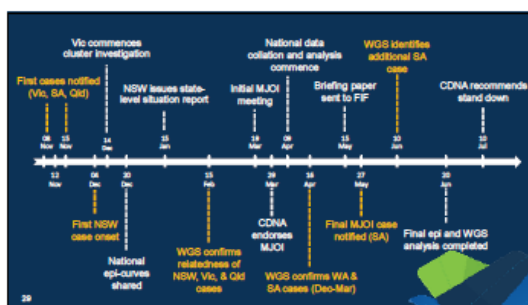 Vic commences
cluster investigation
National data
collation and analysis
commence
WGS identifies
additional SA
case
First cases notified
(Vic, SA, Qld)
NSW issues state-
level situation report
Initial MJOI
meeting
Briefing paper
sent to FIF
CDNA recommends
stand down
08
Nov
15
Nov
14
Dec
15
Jan
19
Mar
09
Apr
15
May
10
Jun
10
Jul
12
Nov
04
Dec
20
Dec
15
Feb
29
Mar
16
Apr
27
May
20
Jun
First NSW
case onset
National
epi-curves
shared
WGS confirms
relatedness of
NSW, Vic, & Qld
cases
CDNA
endorses
MJOI
WGS confirms WA &
SA cases (Dec-Mar)
Final MJOI case
notified (SA)
Final epi and WGS
analysis completed
29